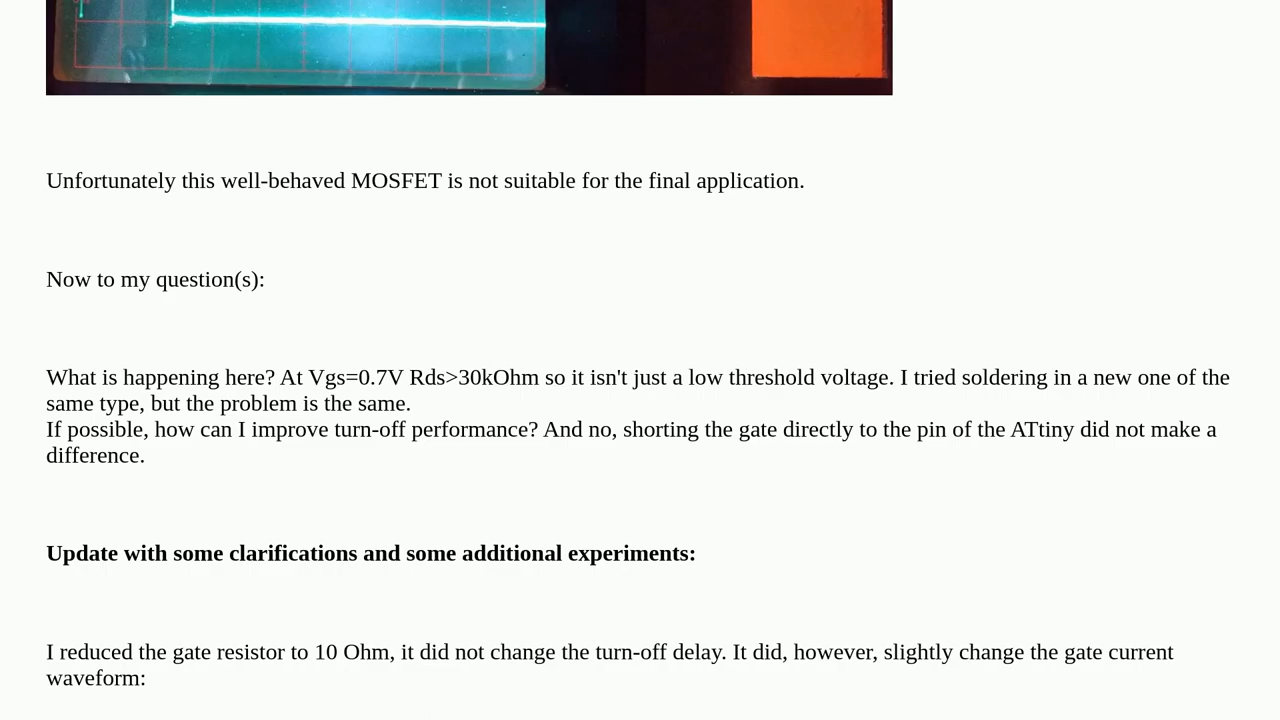 Unfortunately this well-behaved MOSFET is not suitable for the final application.
Now to my question(s):
What is happening here? At Vgs=0.7V Rds>30kOhm so it isn't just a low threshold voltage. I tried soldering in a new one of the
same type, but the problem is the same.
If possible, how can I improve turn-off performance? And no, shorting the gate directly to the pin of the ATtiny did not make a
difference.
Update with some clarifications and some additional experiments:
I reduced the gate resistor to 10 Ohm, it did not change the turn-off delay. It did, however, slightly change the gate current
waveform: